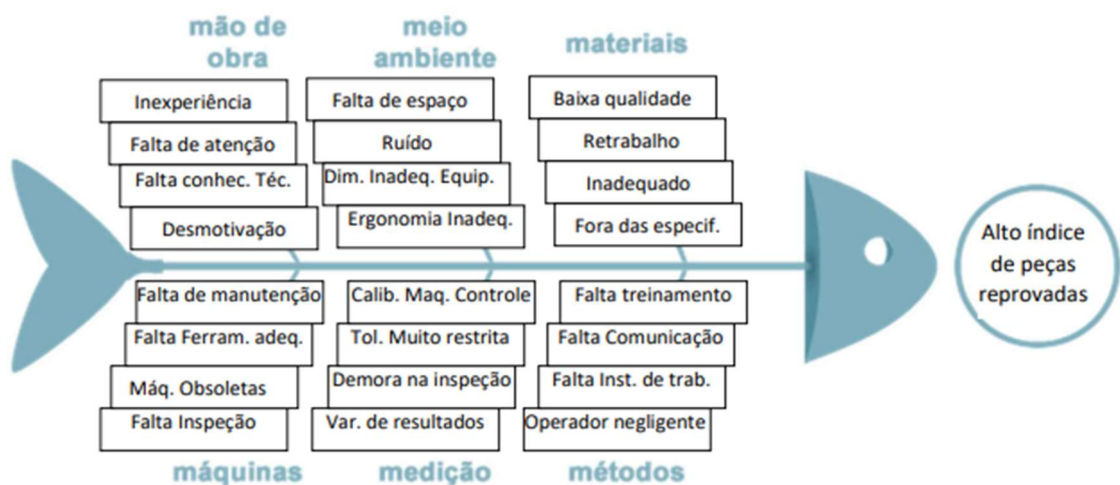 mão de
obra
meio
ambiente
materiais
Inexperiência
Falta de atenção
Falta conhec. Téc.
Desmotivação
Falta de espaço
Ruído
Dim. Inadeq. Equip.
Ergonomia Inadeq.
Baixa qualidade
Retrabalho
Inadequado
Fora das especif.
Alto índice
de peças
reprovadas
Falta de manutenção
Falta Ferram. adeq.
Máq. Obsoletas
Falta Inspeção
Calib. Maq. Controle
Tol. Muito restrita
Demora na inspeção
Var. de resultados
Falta treinamento
Falta Comunicação
Falta Inst. de trab.
Operador negligente
máquinas
medição
métodos